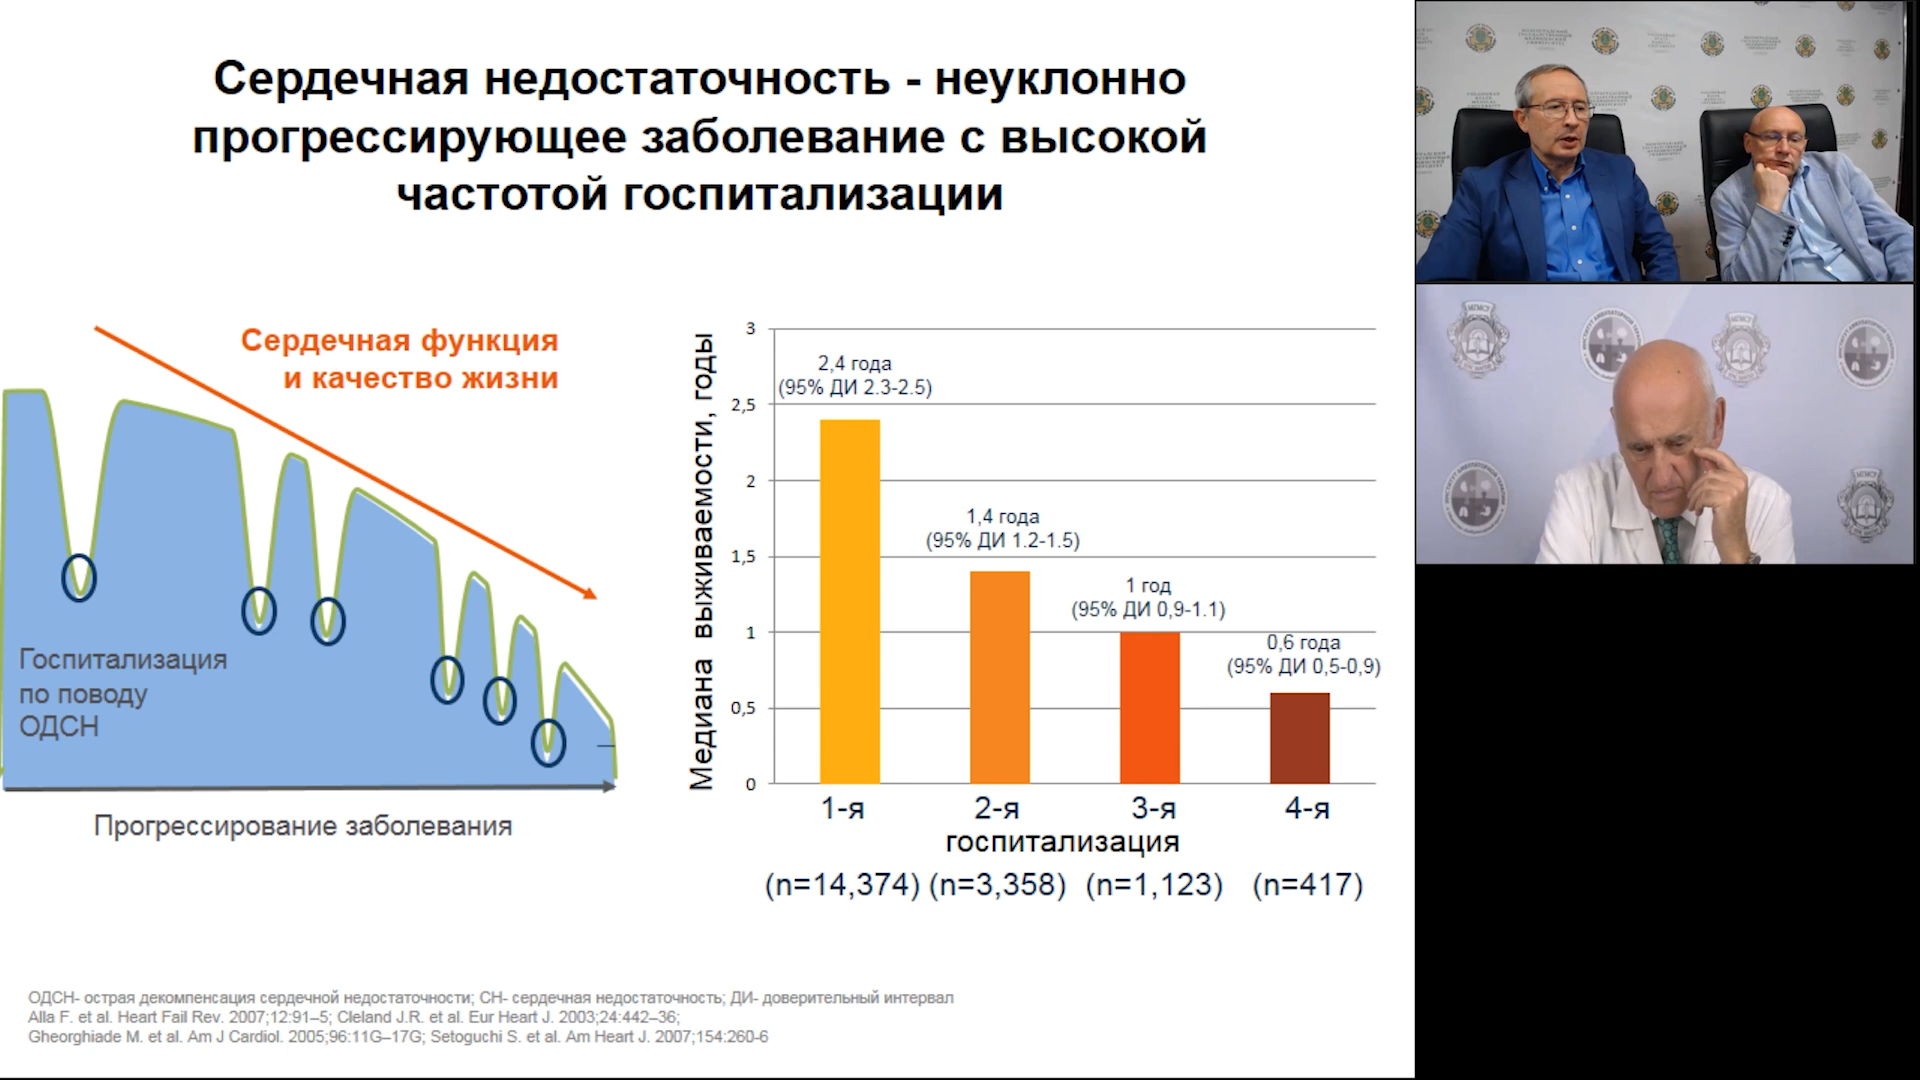 Сердечная недостаточность - неуклонно
прогрессирующее заболевание с высокой
частотой госпитализации
Сердечная функция
и качество жизни
Госпитализация
по поводу
ОДСН
Прогрессирование заболевания
Медиана выживаемости, годы
3
2,5
2
1,5
1
0,5
0
2,4 года
(95% ДИ 2.3-2.5)
1,4 года
(95% ДИ 1.2-1.5)
1 год
(95% ДИ 0,9-1.1)
0,6 года
(95% ДИ 0,5-0,9)
1-я 2-я 3-я 4-я
госпитализация
(n=14,374) (n=3,358) (n=1,123) (n=417)
ОДСН- острая декомпенсация сердечной недостаточности; СН- сердечная недостаточность; ДИ- доверительный интервал
Alla F. et al. Heart Fail Rev. 2007;12:91–5; Cleland J.R. et al. Eur Heart J. 2003;24:442–36;
Gheorghiade M. et al. Am J Cardiol. 2005;96:11G–17G; Setoguchi S. et al. Am Heart J. 2007;154:260-6